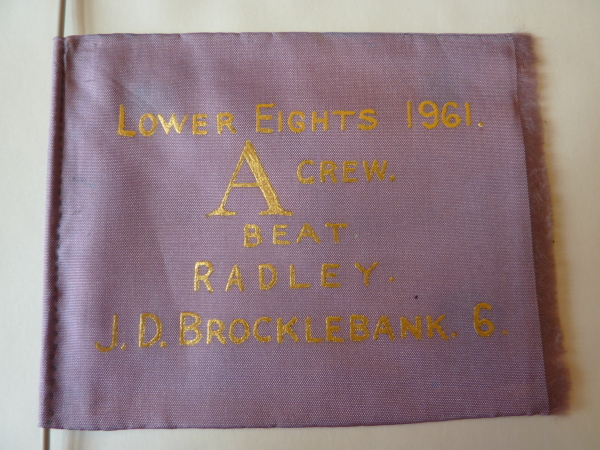 LOWER EIGHTS 1961.
A CREW.
BEAT.
RADLEY.
J. D. BROCKLEBANK. 6.